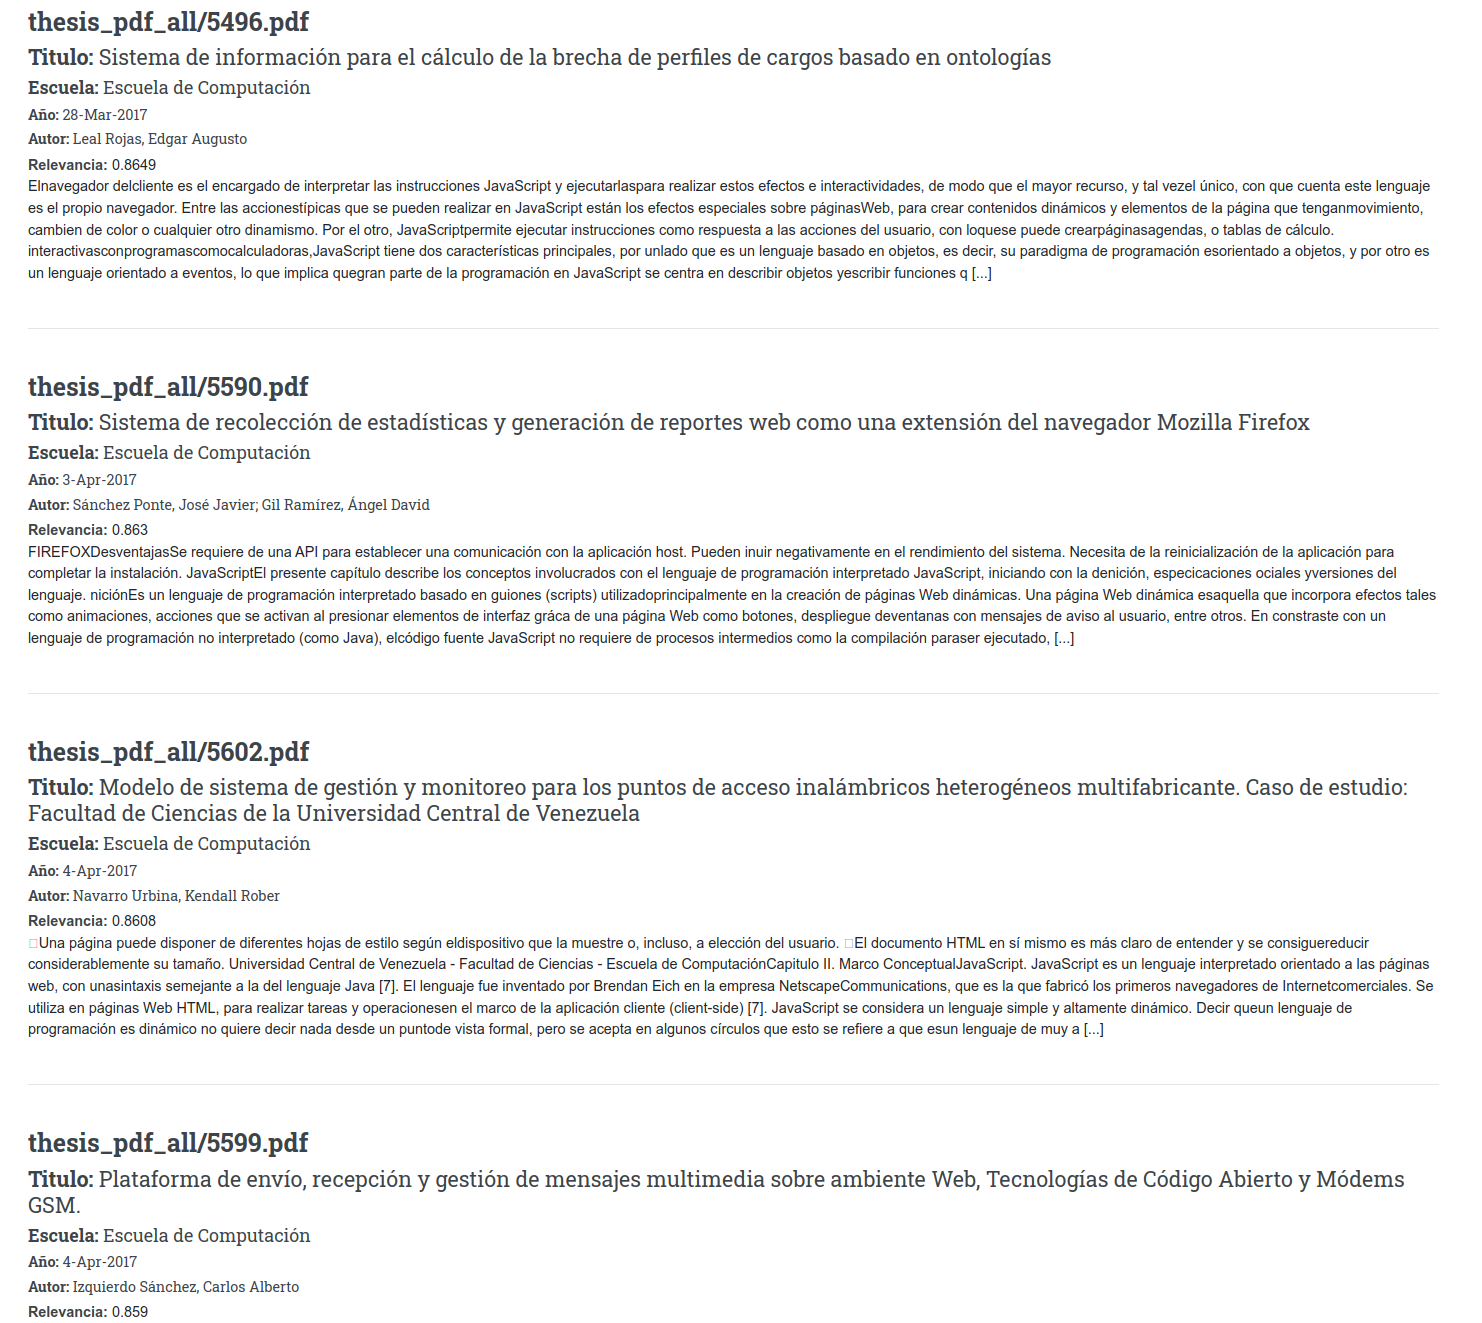 thesis_pdf_all/5496.pdf
Titulo: Sistema de información para el cálculo de la brecha de perfiles de cargos basado en ontologías
Escuela: Escuela de Computación
Año: 28-Mar-2017
Autor: Leal Rojas, Edgar Augusto
Relevancia: 0.8649
Elnavegador delcliente es el encargado de interpretar las instrucciones JavaScript y ejecutarlaspara realizar estos efectos e interactividades, de modo que el mayor recurso, y tal vezel único, con que cuenta este lenguaje
es el propio navegador. Entre las accionestípicas que se pueden realizar en JavaScript están los efectos especiales sobre páginasWeb, para crear contenidos dinámicos y elementos de la página que tenganmovimiento,
cambien de color o cualquier otro dinamismo. Por el otro, JavaScriptpermite ejecutar instrucciones como respuesta a las acciones del usuario, con loquese puede crearpáginasagendas, o tablas de cálculo.
interactivasconprogramascomocalculadoras,JavaScript tiene dos características principales, por unlado que es un lenguaje basado en objetos, es decir, su paradigma de programación esorientado a objetos, y por otro es
un lenguaje orientado a eventos, lo que implica quegran parte de la programación en JavaScript se centra en describir objetos yescribir funciones q [...]
thesis_pdf_all/5590.pdf
Titulo: Sistema de recolección de estadísticas y generación de reportes web como una extensión del navegador Mozilla Firefox
Escuela: Escuela de Computación
Año: 3-Apr-2017
Autor: Sánchez Ponte, José Javier; Gil Ramírez, Ángel David
Relevancia: 0.863
FIREFOXDesventajasSe requiere de una API para establecer una comunicación con la aplicación host. Pueden inuir negativamente en el rendimiento del sistema. Necesita de la reinicialización de la aplicación para
completar la instalación. JavaScriptEl presente capítulo describe los conceptos involucrados con el lenguaje de programación interpretado JavaScript, iniciando con la denición, especicaciones ociales yversiones del
lenguaje. niciónEs un lenguaje de programación interpretado basado en guiones (scripts) utilizadoprincipalmente en la creación de páginas Web dinámicas. Una página Web dinámica esaquella que incorpora efectos tales
como animaciones, acciones que se activan al presionar elementos de interfaz gráca de una página Web como botones, despliegue deventanas con mensajes de aviso al usuario, entre otros. En constraste con un
lenguaje de programación no interpretado (como Java), elcódigo fuente JavaScript no requiere de procesos intermedios como la compilación paraser ejecutado, [...]
thesis_pdf_all/5602.pdf
Titulo: Modelo de sistema de gestión y monitoreo para los puntos de acceso inalámbricos heterogéneos multifabricante. Caso de estudio:
Facultad de Ciencias de la Universidad Central de Venezuela
Escuela: Escuela de Computación
Año: 4-Apr-2017
Autor: Navarro Urbina, Kendall Rober
Relevancia: 0.8608
Una página puede disponer de diferentes hojas de estilo según eldispositivo que la muestre o, incluso, a elección del usuario. El documento HTML en sí mismo es más claro de entender y se consiguereducir
considerablemente su tamaño. Universidad Central de Venezuela - Facultad de Ciencias - Escuela de ComputaciónCapitulo II. Marco ConceptualJavaScript. JavaScript es un lenguaje interpretado orientado a las páginas
web, con unasintaxis semejante a la del lenguaje Java [7]. El lenguaje fue inventado por Brendan Eich en la empresa NetscapeCommunications, que es la que fabricó los primeros navegadores de Internetcomerciales. Se
utiliza en páginas Web HTML, para realizar tareas y operacionesen el marco de la aplicación cliente (client-side) [7]. JavaScript se considera un lenguaje simple y altamente dinámico. Decir queun lenguaje de
programación es dinámico no quiere decir nada desde un puntode vista formal, pero se acepta en algunos círculos que esto se refiere a que esun lenguaje de muy a [...]
thesis_pdf_all/5599.pdf
Titulo: Plataforma de envío, recepción y gestión de mensajes multimedia sobre ambiente Web, Tecnologías de Código Abierto y Módems
GSM.
Escuela: Escuela de Computación
Año: 4-Apr-2017
Autor: Izquierdo Sánchez, Carlos Alberto
Relevancia: 0.859